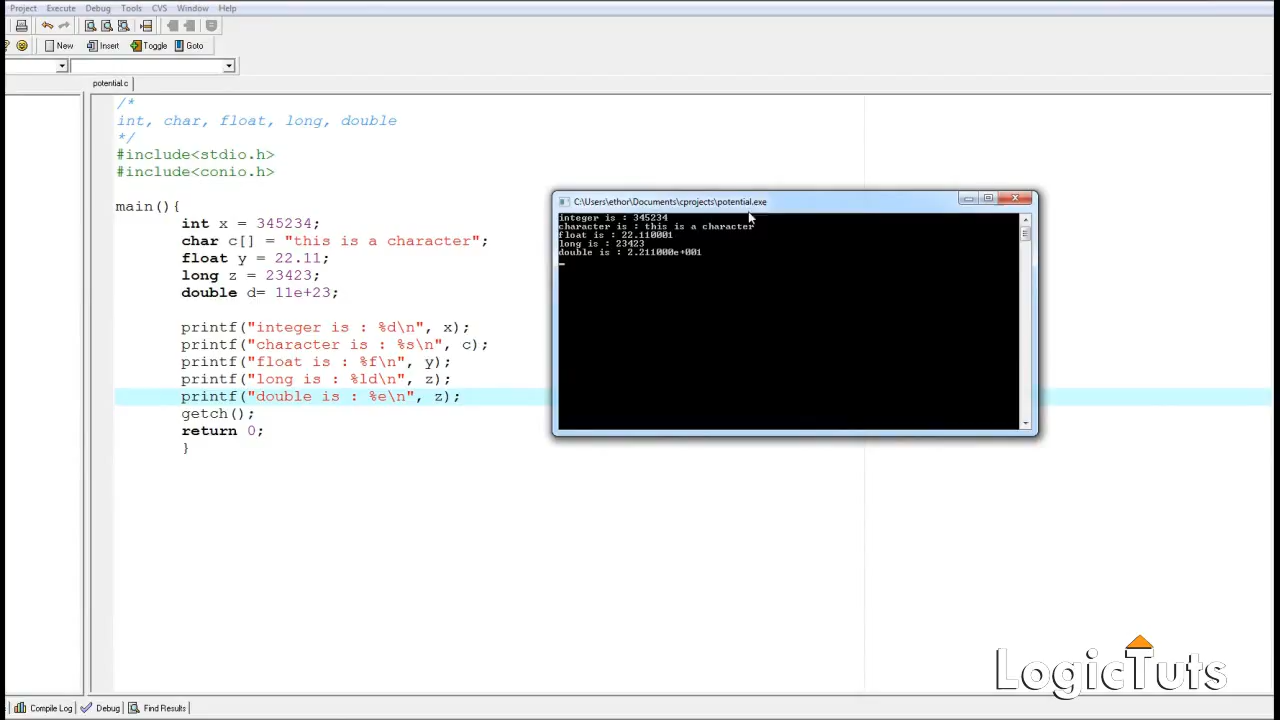 Project Execute Debug Tools CVS Window Help
New Insert Toggle Goto
potential.c
/*
int, char, float, long, double
*/
#include<stdio.h>
#include<conio.h>
main(){
int x = 345234;
char c[] = "this is a character";
float y = 22.11;
long z = 23423;
double d= 11e+23;
printf("integer is : %d\n", x);
printf("character is : %s\n", c);
printf("float is : %f\n", y);
printf("long is : %ld\n", z);
printf("double is : %e\n", z);
getch();
return 0;
}
C:\Users\ethor\Documents\cprojects\potential.exe
integer is : 345234
character is : this is a character
float is : 22.110001
long is : 23423
double is : 2.211000e+001
LogicTuts
Compile Log Debug Find Results